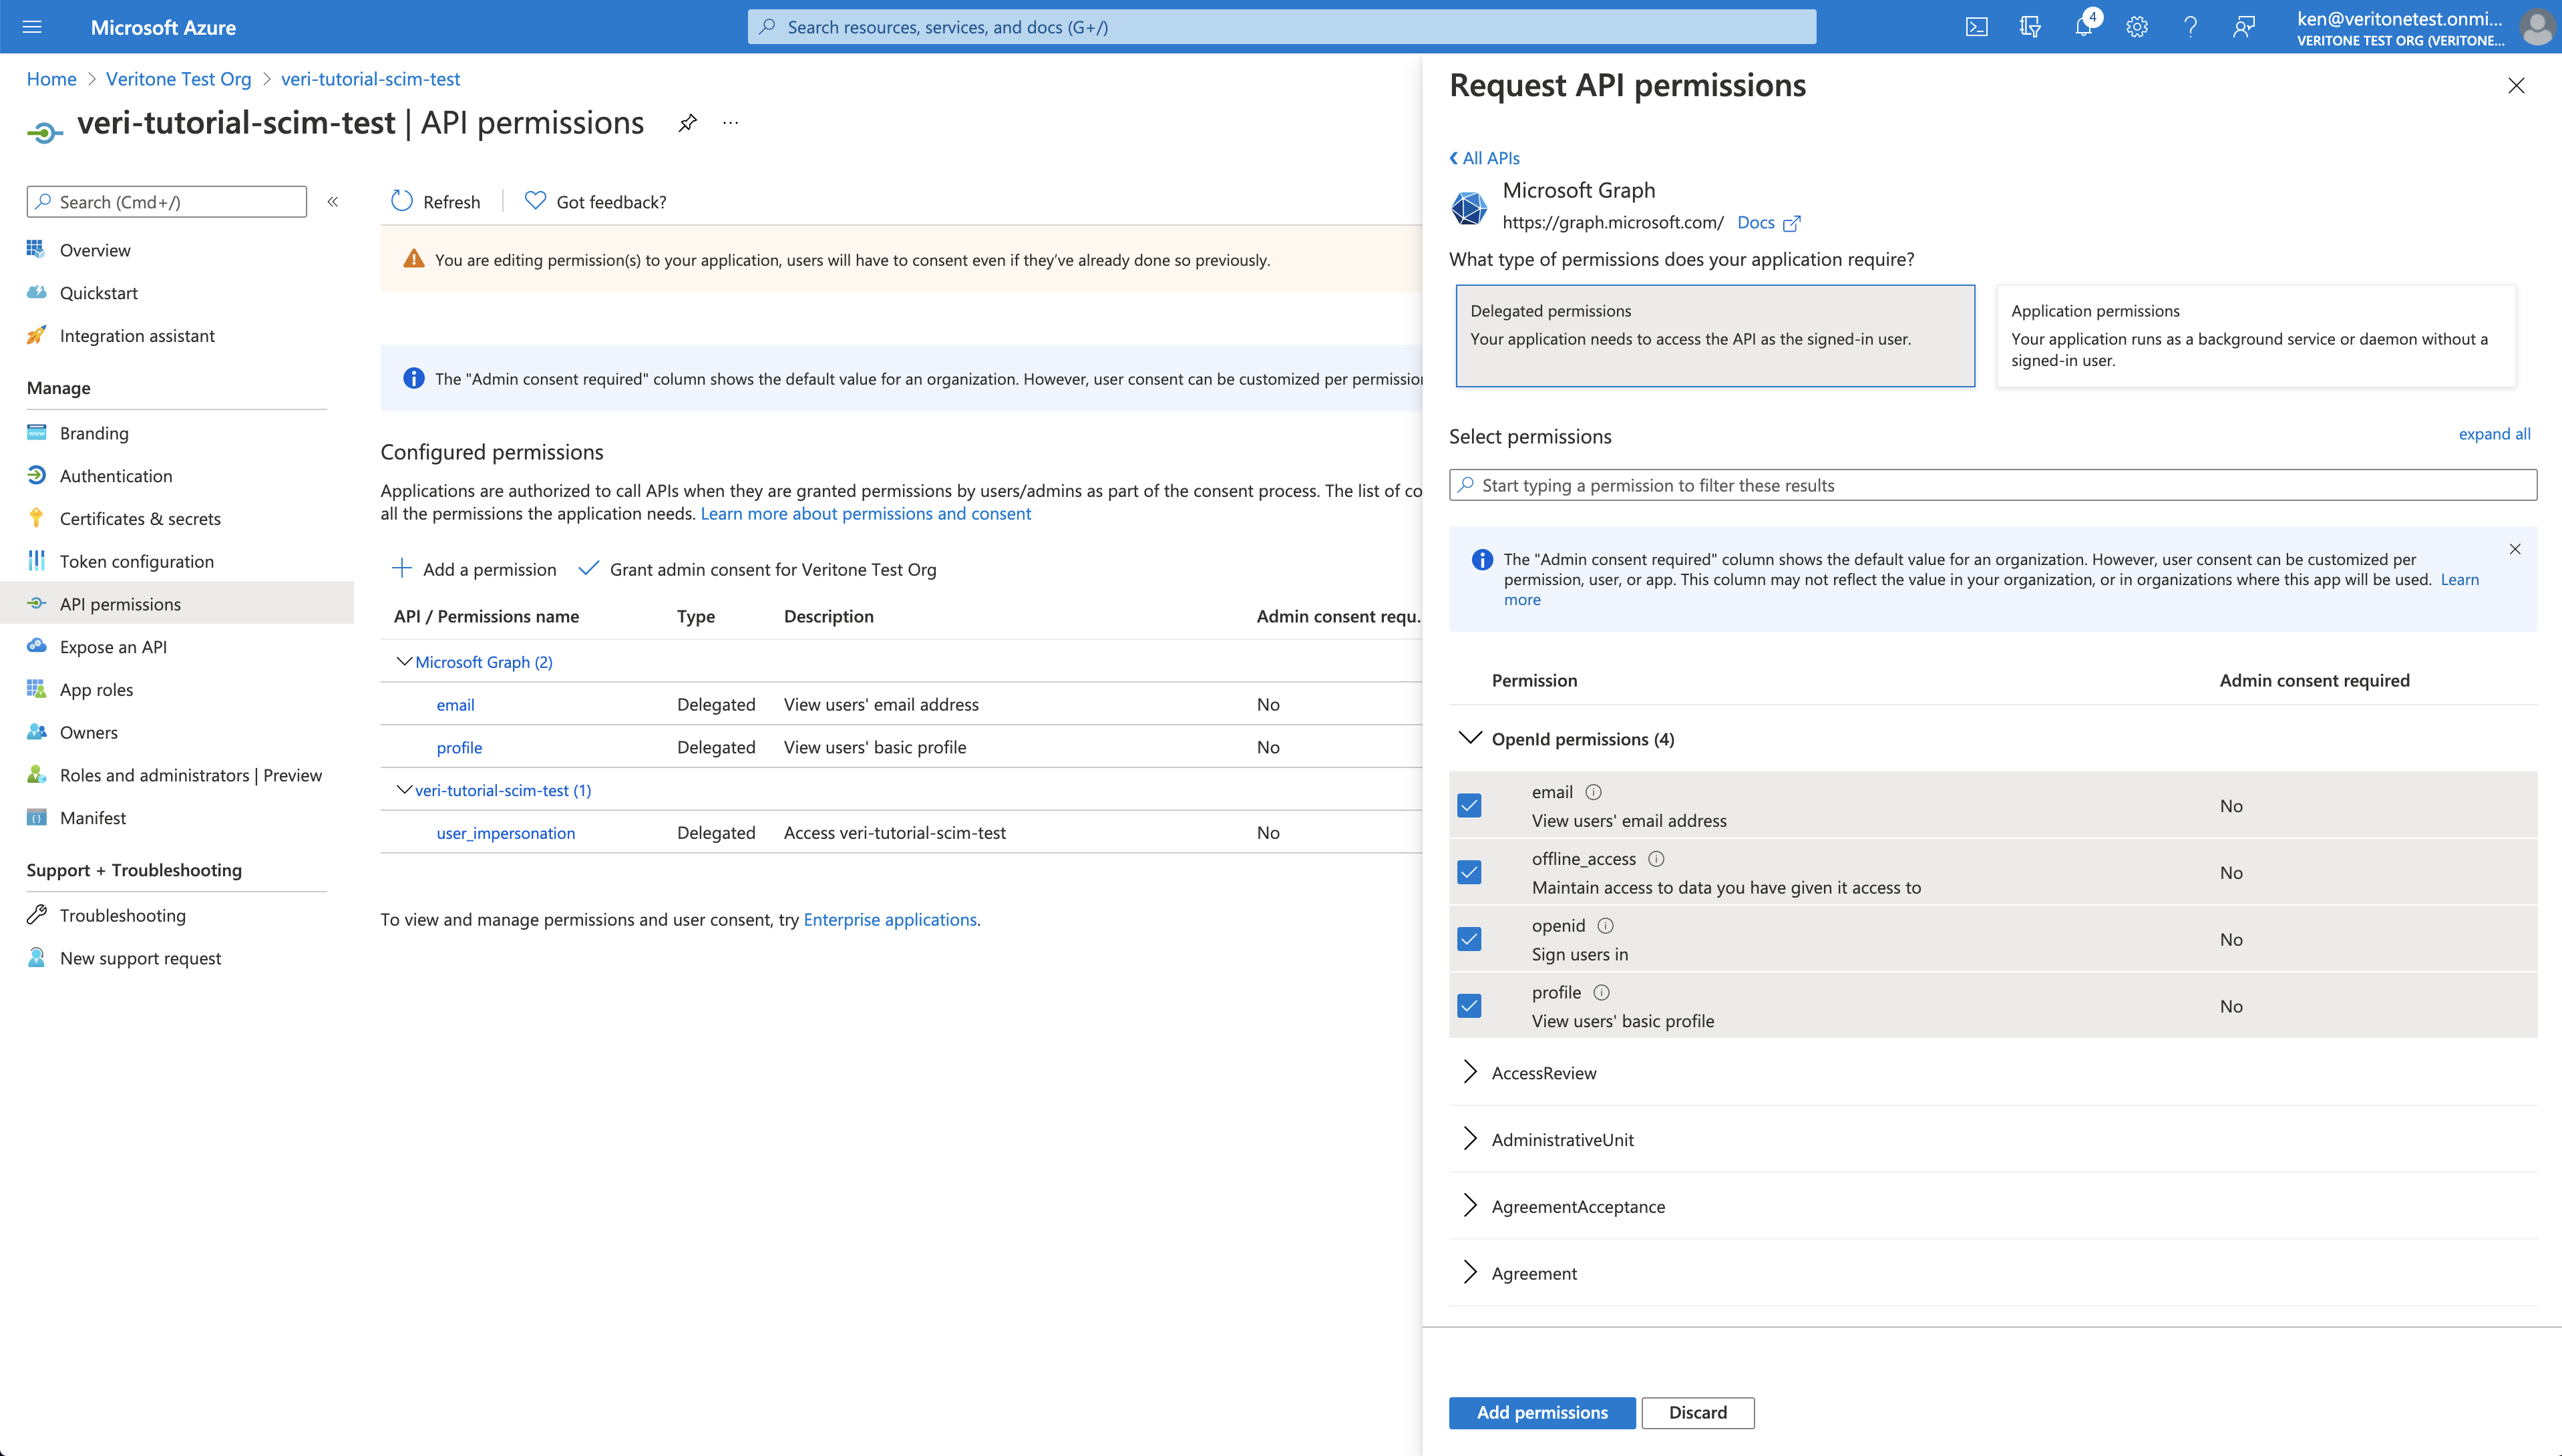 Microsoft Azure
Search resources, services, and docs (G+/)
4
ken@veritonetest.onmi...
VERITONE TEST ORG (VERITONE...
Home > Veritone Test Org > veri-tutorial-scim-test
veri-tutorial-scim-test | API permissions
Search (Cmd+/)
Overview
Quickstart
Integration assistant
Manage
Branding
Authentication
Certificates & secrets
Token configuration
API permissions
Expose an API
App roles
Owners
Roles and administrators | Preview
Manifest
Support + Troubleshooting
Troubleshooting
New support request
Refresh
Got feedback?
You are editing permission(s) to your application, users will have to consent even if they’ve already done so previously.
The "Admin consent required" column shows the default value for an organization. However, user consent can be customized per permission
Configured permissions
Applications are authorized to call APIs when they are granted permissions by users/admins as part of the consent process. The list of co
all the permissions the application needs. Learn more about permissions and consent
Add a permission
Grant admin consent for Veritone Test Org
API / Permissions name Type Description Admin consent requ.
Microsoft Graph (2)
email Delegated View users' email address No
profile Delegated View users' basic profile No
veri-tutorial-scim-test (1)
user_impersonation Delegated Access veri-tutorial-scim-test No
To view and manage permissions and user consent, try Enterprise applications.
Request API permissions
All APIs
Microsoft Graph
https://graph.microsoft.com/ Docs
What type of permissions does your application require?
Delegated permissions
Your application needs to access the API as the signed-in user.
Application permissions
Your application runs as a background service or daemon without a
signed-in user.
Select permissions
expand all
Start typing a permission to filter these results
The "Admin consent required" column shows the default value for an organization. However, user consent can be customized per
permission, user, or app. This column may not reflect the value in your organization, or in organizations where this app will be used. Learn
more
Permission Admin consent required
OpenId permissions (4)
email
View users' email address
No
offline_access
Maintain access to data you have given it access to
No
openid
Sign users in
No
profile
View users' basic profile
No
AccessReview
AdministrativeUnit
AgreementAcceptance
Agreement
Add permissions
Discard